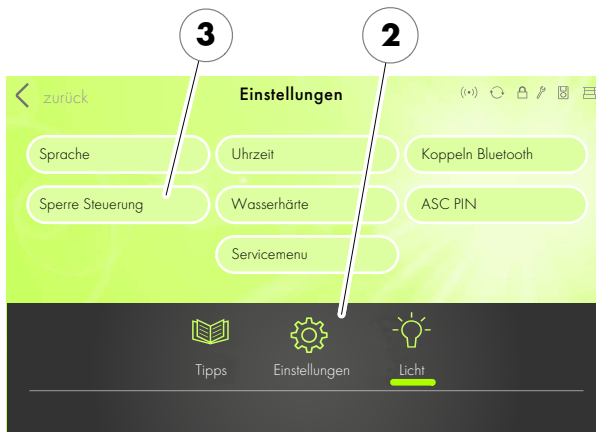 3 2
zurück Einstellungen
Sprache Uhrzeit Koppeln Bluetooth
Sperre Steuerung Wasserhärte ASC PIN
Servicemenu
Tipps Einstellungen Licht